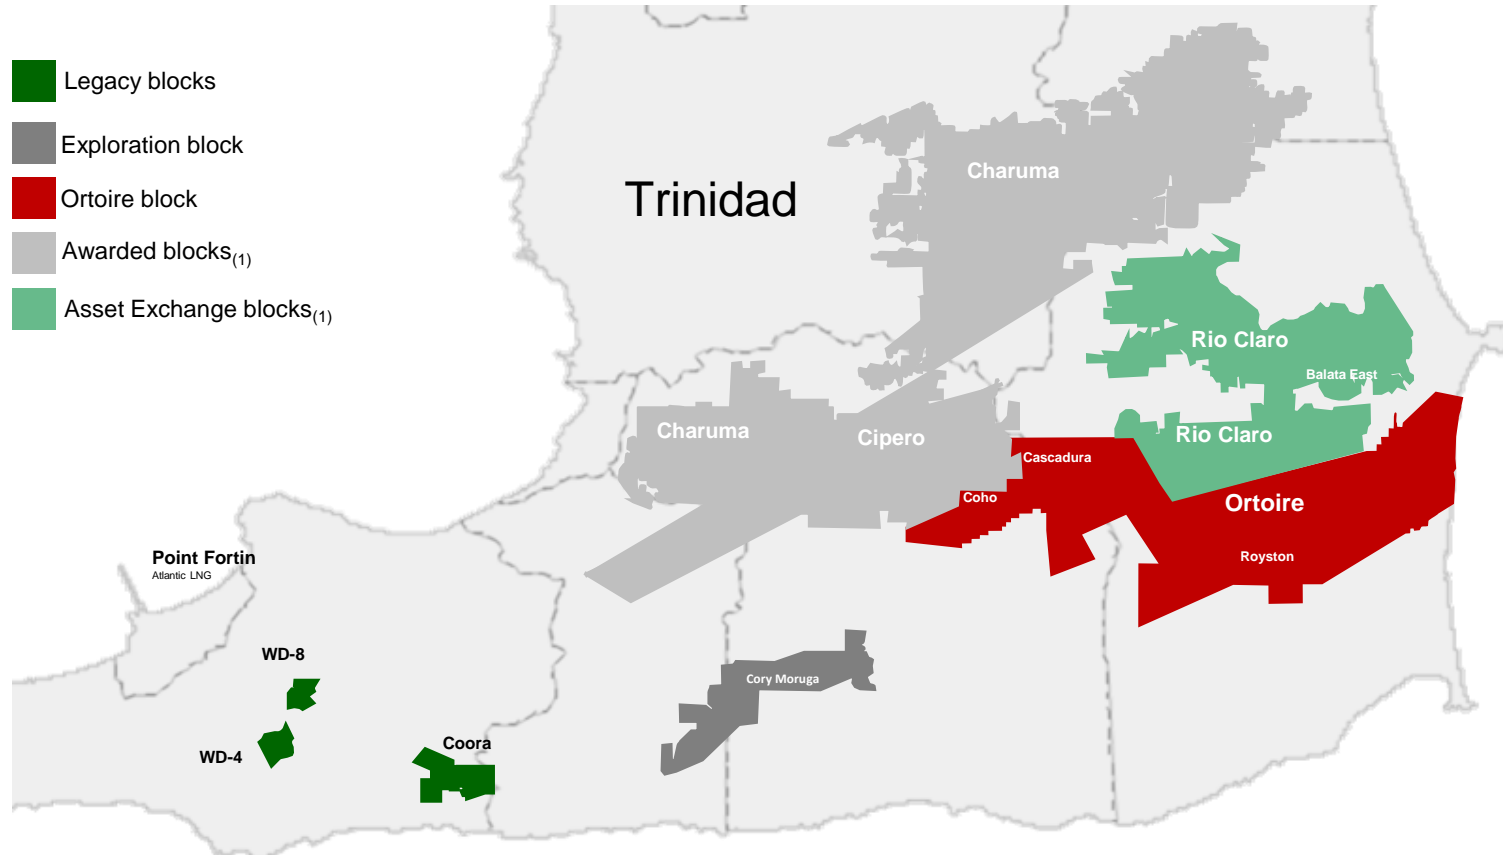 Legacy blocks
Exploration block
Ortoire block
Awarded blocks(1)
Asset Exchange blocks(1)
Trinidad
Charuma
Rio Claro
Balata East
Charuma
Cipero
Rio Claro
Cascadura
Coho
Ortoire
Royston
Point Fortin
Atlantic LNG
WD-8
Cory Moruga
WD-4
Coora